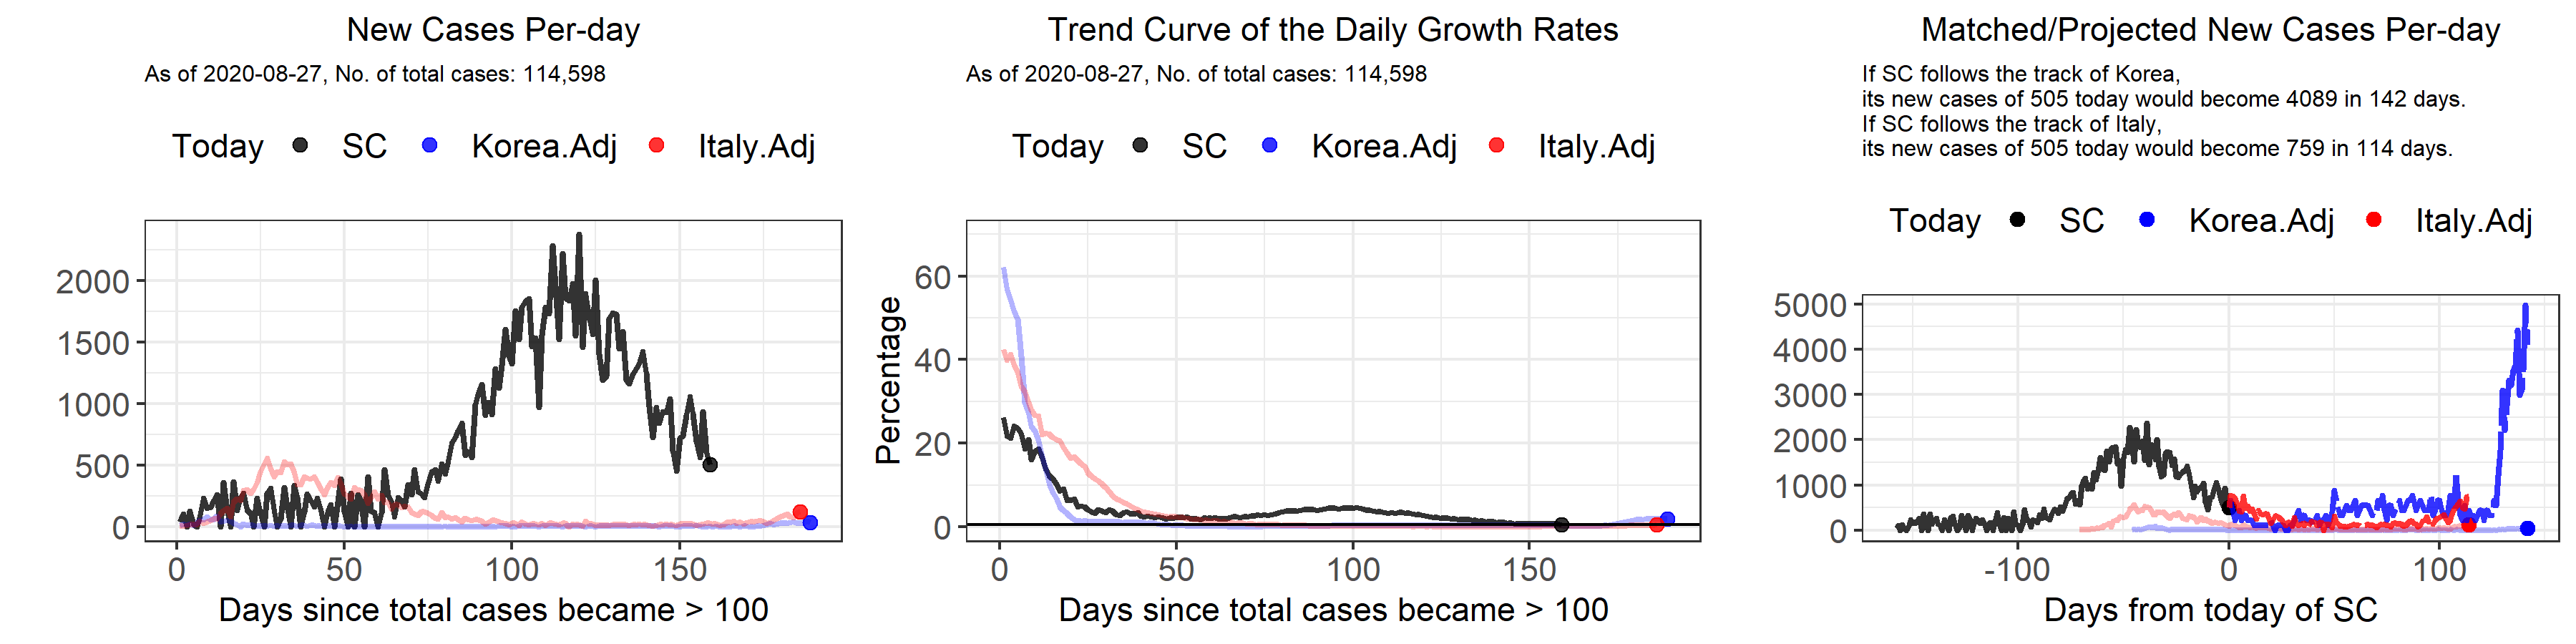 New Cases Per-day
As of 2020-08-27, No. of total cases: 114,598
Today SC Korea.Adj Italy.Adj
2000
1500
1000
500
0
0 50 100 150
Days since total cases became > 100
Trend Curve of the Daily Growth Rates
As of 2020-08-27, No. of total cases: 114,598
Today SC Korea.Adj Italy.Adj
Percentage
60
40
20
0
0 50 100 150
Days since total cases became > 100
Matched/Projected New Cases Per-day
If SC follows the track of Korea,
its new cases of 505 today would become 4089 in 142 days.
If SC follows the track of Italy,
its new cases of 505 today would become 759 in 114 days.
Today SC Korea.Adj Italy.Adj
5000
4000
3000
2000
1000
0
-100 0 100
Days from today of SC